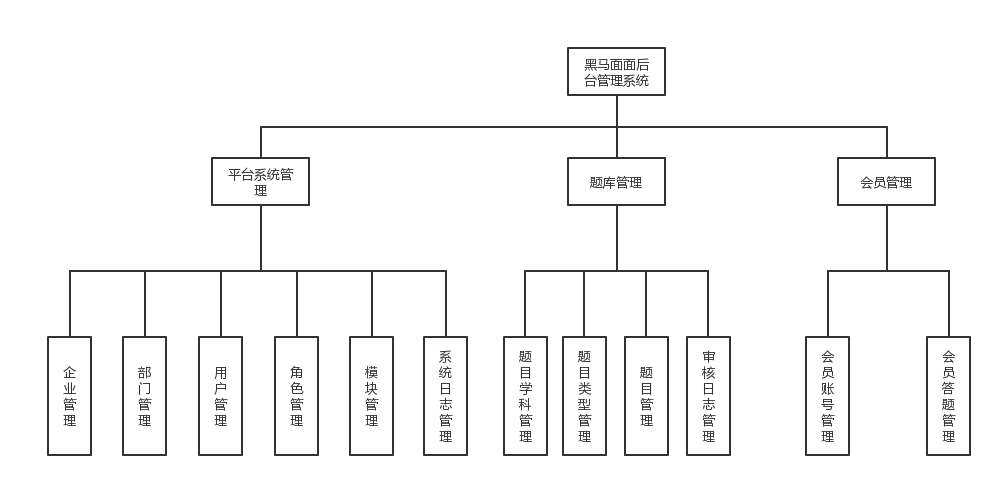 黑马面面后
台管理系统
平台系统管
理
题库管理
会员管理
企业管理
部门管理
用户管理
角色管理
模块管理
系统日志管理
题目学科管理
题目类型管理
题目管理
审核日志管理
会员账号管理
会员答题管理